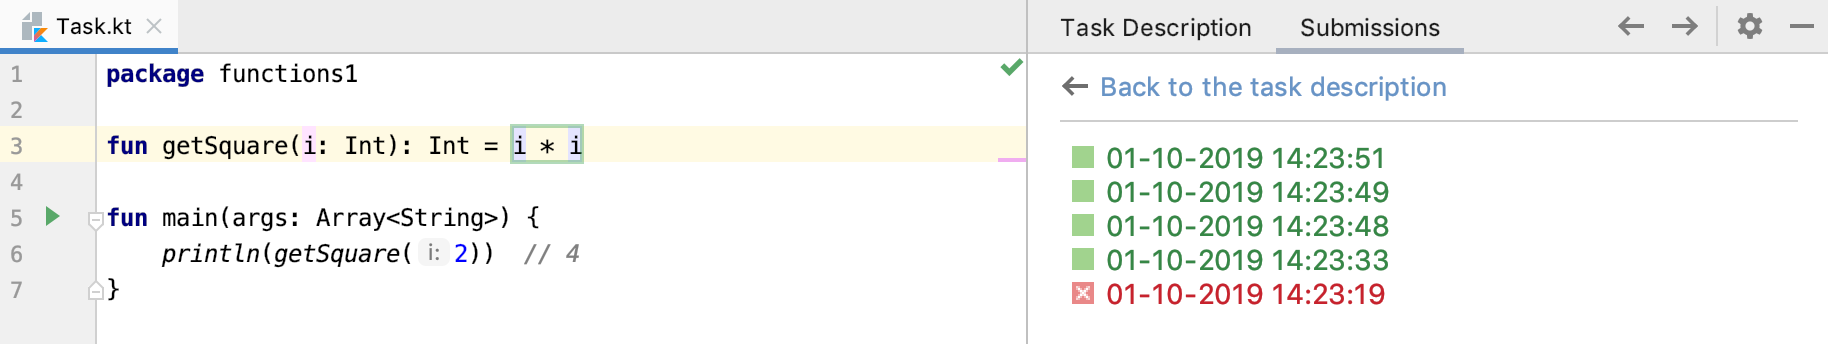 Task.kt
1 package functions1
2
3 fun getSquare(i: Int): Int = i * i
4
5 fun main(args: Array<String>) {
6     println(getSquare( i: 2))  // 4
7 }
Task Description Submissions
Back to the task description
01-10-2019 14:23:51
01-10-2019 14:23:49
01-10-2019 14:23:48
01-10-2019 14:23:33
01-10-2019 14:23:19